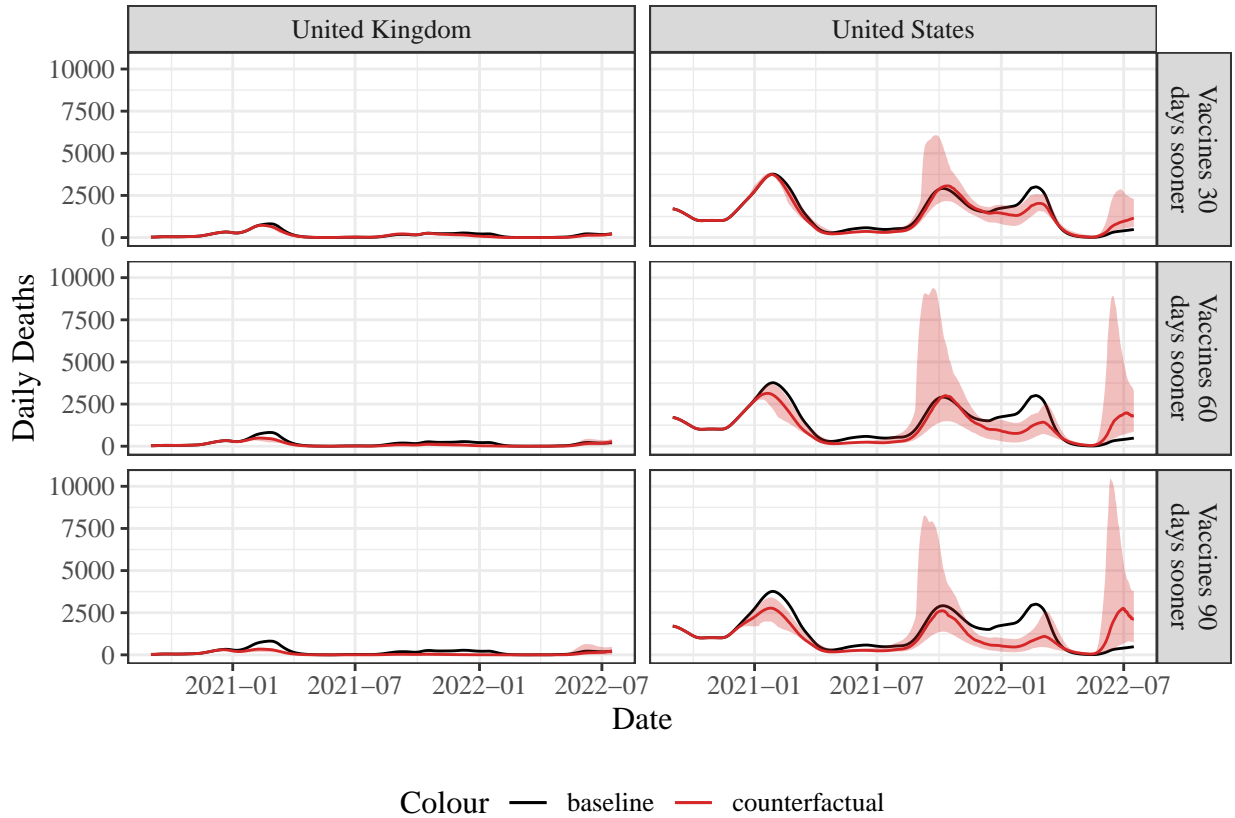 United Kingdom
United States
Daily Deaths
10000
7500
5000
2500
0
Vaccines 30
days sooner
10000
7500
5000
2500
0
Vaccines 60
days sooner
10000
7500
5000
2500
0
Vaccines 90
days sooner
2021–01
2021–07
2022–01
2022–07
2021–01
2021–07
2022–01
2022–07
Date
Colour
baseline
counterfactual